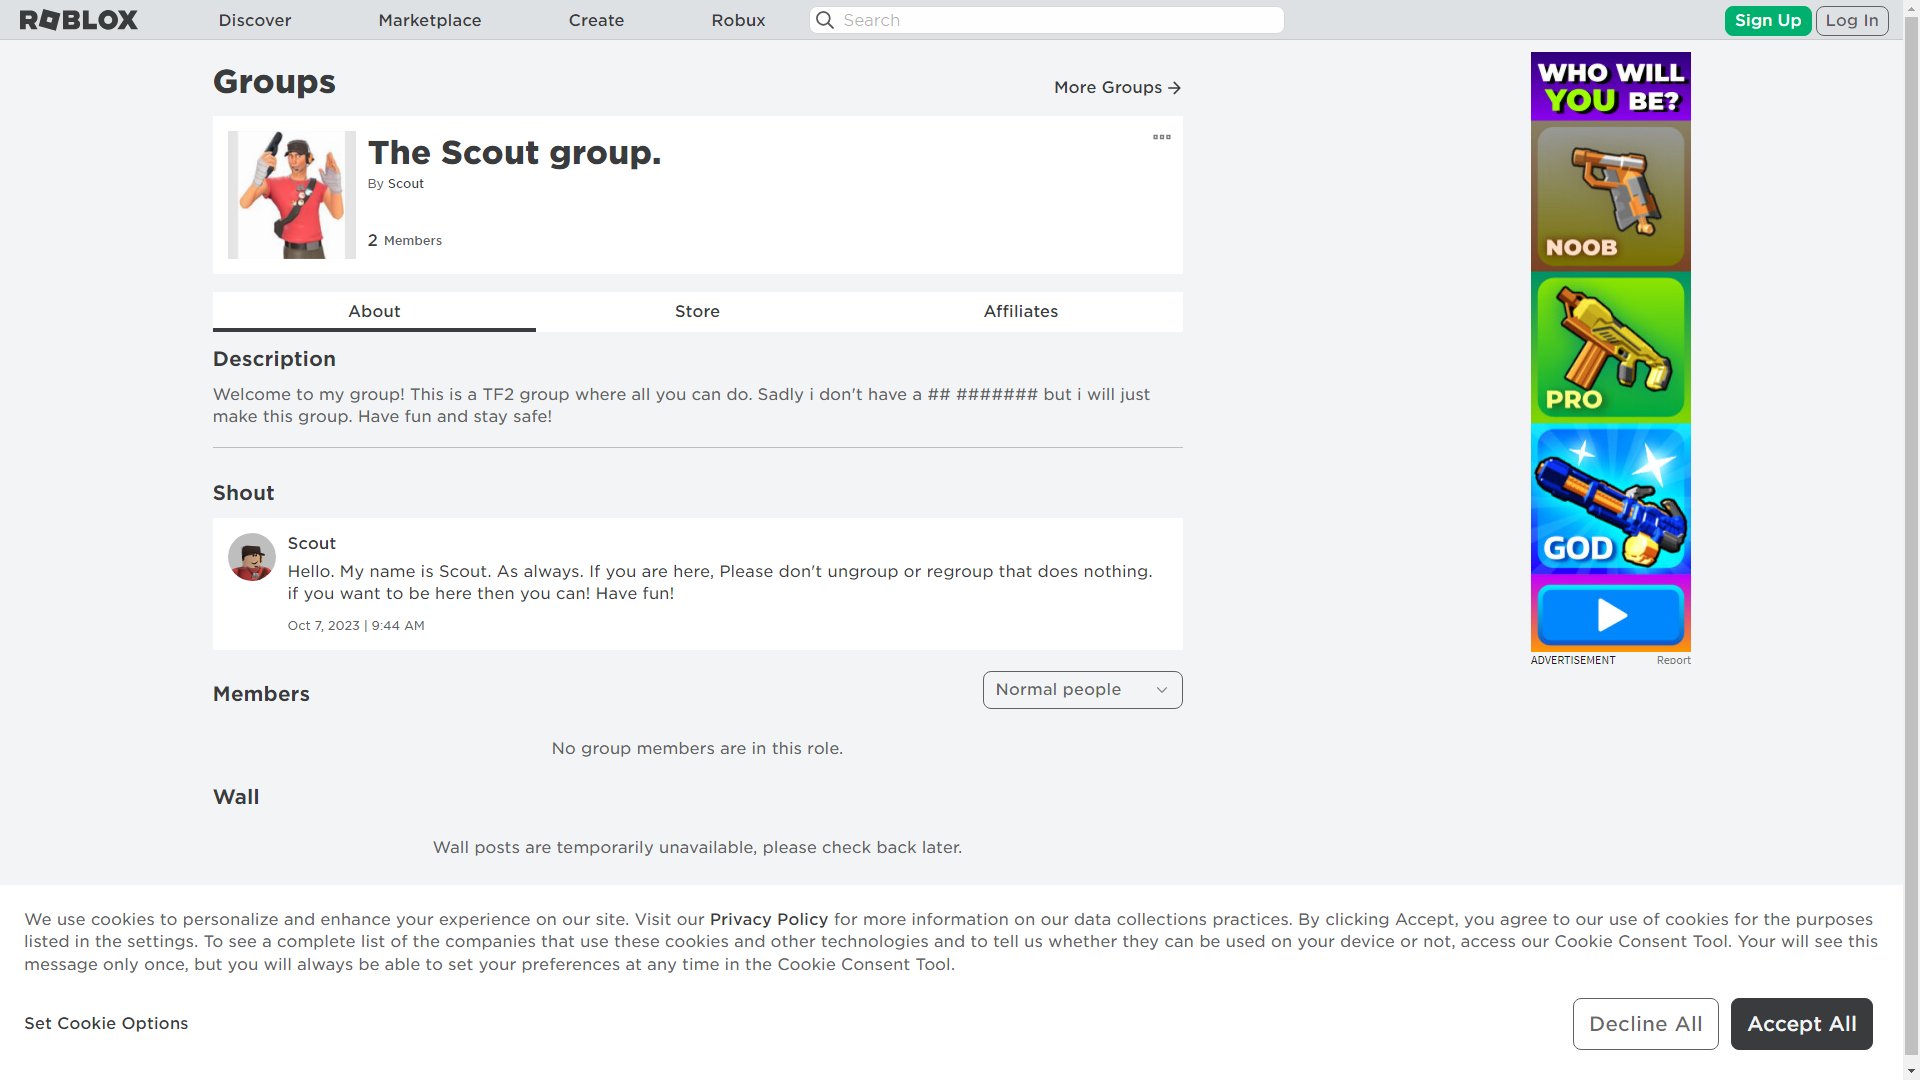 ROBLOX
Discover
Marketplace
Create
Robux
Search
Sign Up
Log In
Groups
More Groups →
The Scout group.
By Scout
2 Members
About
Store
Affiliates
Description
Welcome to my group! This is a TF2 group where all you can do. Sadly i don't have a ## ####### but i will just
make this group. Have fun and stay safe!
Shout
Scout
Hello. My name is Scout. As always. If you are here, Please don't ungroup or regroup that does nothing.
if you want to be here then you can! Have fun!
Oct 7, 2023 | 9:44 AM
Members
Normal people
No group members are in this role.
Wall
Wall posts are temporarily unavailable, please check back later.
WHO WILL
YOU BE?
NOOB
PRO
GOD
ADVERTISEMENT
Report
We use cookies to personalize and enhance your experience on our site. Visit our Privacy Policy for more information on our data collections practices. By clicking Accept, you agree to our use of cookies for the purposes
listed in the settings. To see a complete list of the companies that use these cookies and other technologies and to tell us whether they can be used on your device or not, access our Cookie Consent Tool. Your will see this
message only once, but you will always be able to set your preferences at any time in the Cookie Consent Tool.
Set Cookie Options
Decline All
Accept All